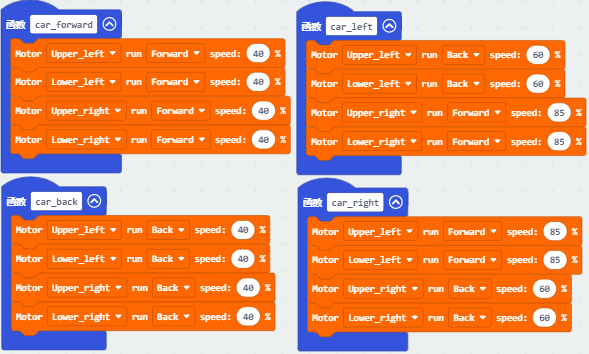 函数 car_forward
Motor Upper_left run Forward speed: 40 %
Motor Lower_left run Forward speed: 40 %
Motor Upper_right run Forward speed: 40 %
Motor Lower_right run Forward speed: 40 %
函数 car_left
Motor Upper_left run Back speed: 60 %
Motor Lower_left run Back speed: 60 %
Motor Upper_right run Forward speed: 85 %
Motor Lower_right run Forward speed: 85 %
函数 car_back
Motor Upper_left run Back speed: 40 %
Motor Lower_left run Back speed: 40 %
Motor Upper_right run Back speed: 40 %
Motor Lower_right run Back speed: 40 %
函数 car_right
Motor Upper_left run Forward speed: 85 %
Motor Lower_left run Forward speed: 85 %
Motor Upper_right run Back speed: 60 %
Motor Lower_right run Back speed: 60 %